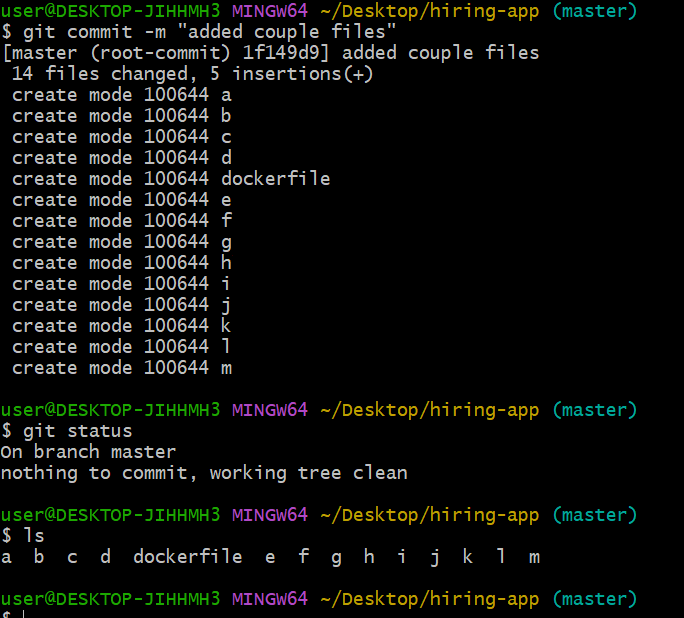 user@DESKTOP-JIHHMH3 MINGW64 ~/Desktop/hiring-app (master)
$ git commit -m "added couple files"
[master (root-commit) 1f149d9] added couple files
 14 files changed, 5 insertions(+)
 create mode 100644 a
 create mode 100644 b
 create mode 100644 c
 create mode 100644 d
 create mode 100644 dockerfile
 create mode 100644 e
 create mode 100644 f
 create mode 100644 g
 create mode 100644 h
 create mode 100644 i
 create mode 100644 j
 create mode 100644 k
 create mode 100644 l
 create mode 100644 m
user@DESKTOP-JIHHMH3 MINGW64 ~/Desktop/hiring-app (master)
$ git status
On branch master
nothing to commit, working tree clean
user@DESKTOP-JIHHMH3 MINGW64 ~/Desktop/hiring-app (master)
$ ls
a  b  c  d  dockerfile  e  f  g  h  i  j  k  l  m
user@DESKTOP-JIHHMH3 MINGW64 ~/Desktop/hiring-app (master)
$